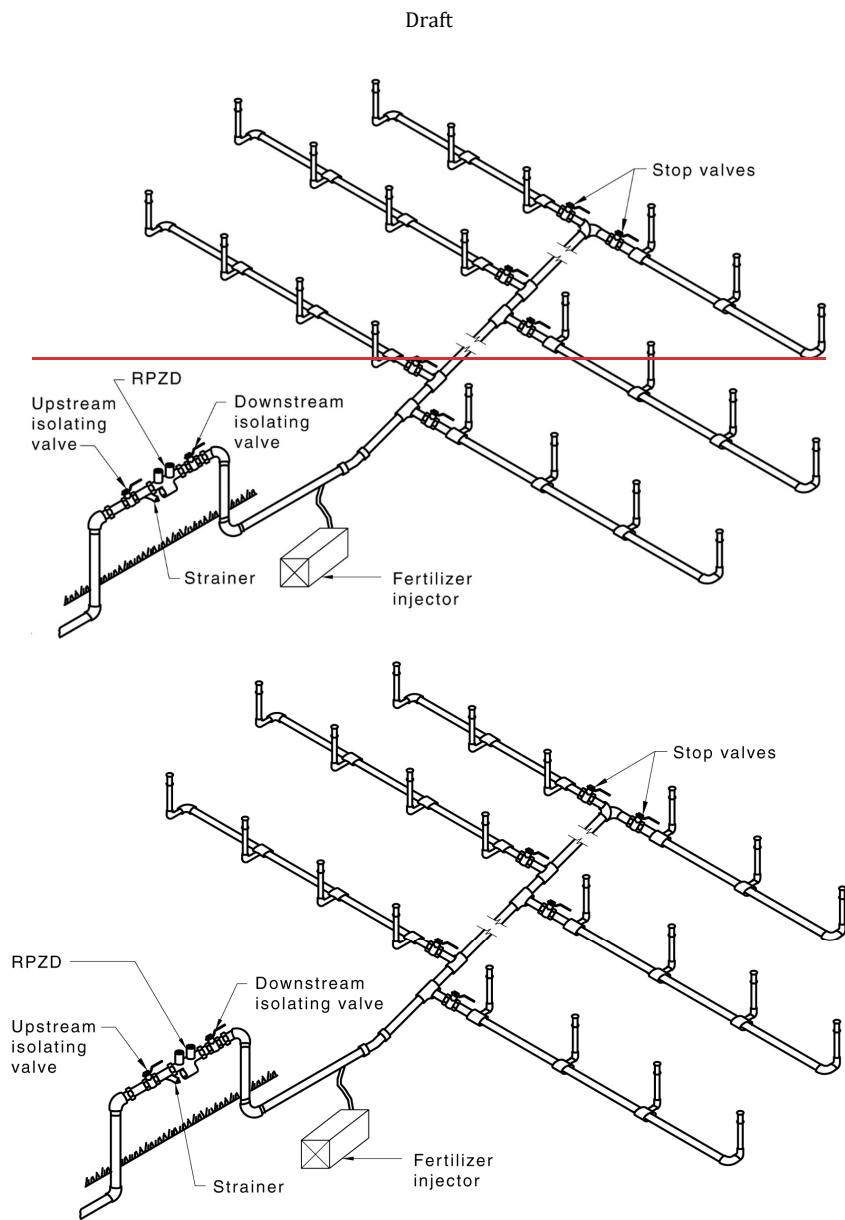 Draft
Stop valves
RPZD
Upstream
isolating
valve
Downstream
isolating
valve
Strainer
Fertilizer
injector
Stop valves
RPZD
Downstream
isolating valve
Upstream
isolating
valve
Strainer
Fertilizer
injector